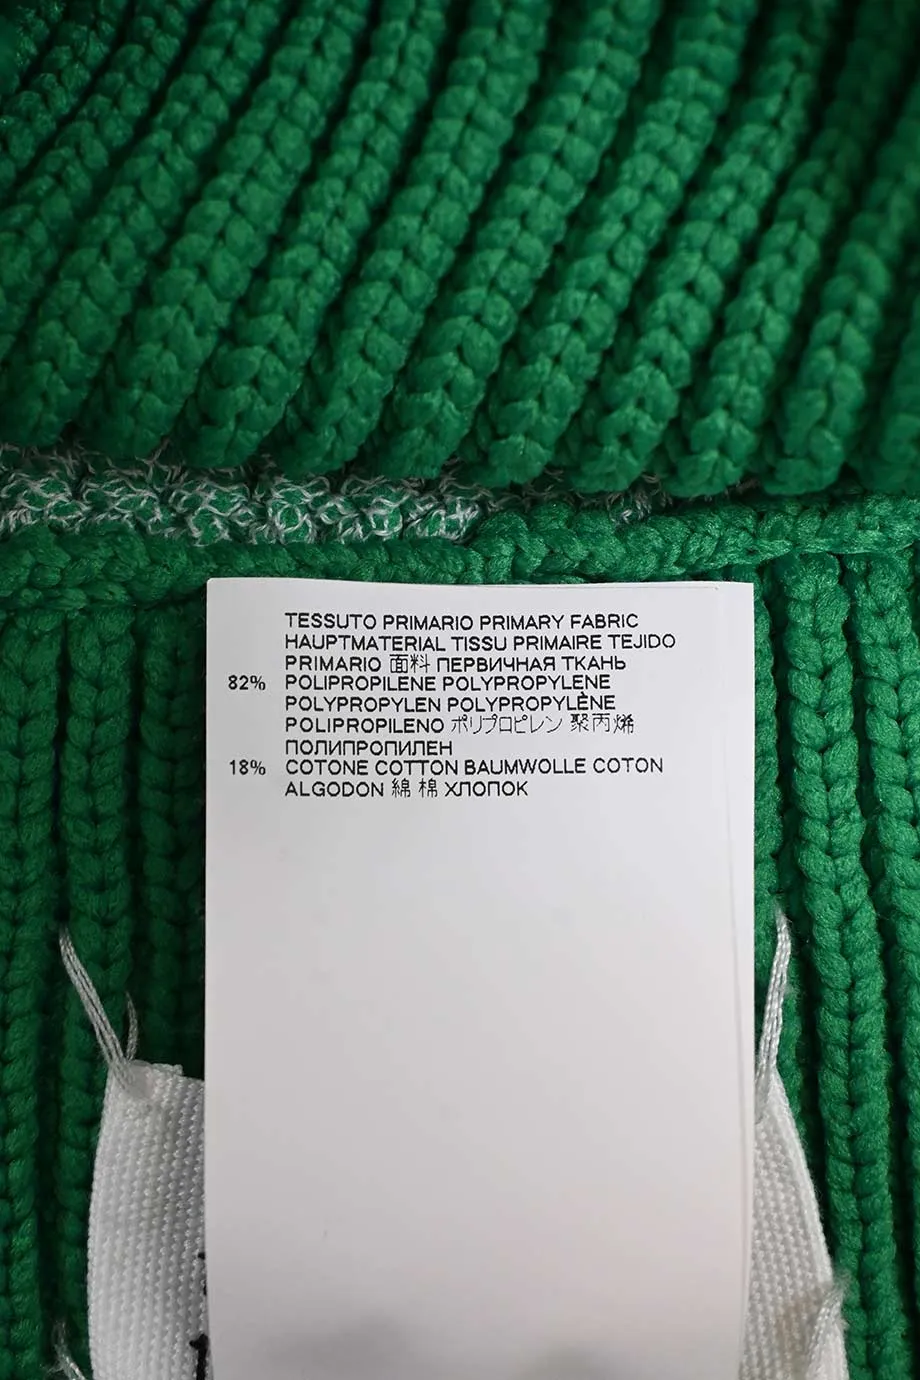 TESSUTO PRIMARIO PRIMARY FABRIC
HAUPTMATERIAL TISSU PRIMAIRE TEJIDO
PRIMARIO 面料 ПЕРВИЧНАЯ ТКАНЬ
82% POLIPROPILENE POLYPROPYLENE
POLYPROPYLEN POLYPROPYLÈNE
POLIPROPILENO ポリプロピレン 聚丙烯
ПОЛИПРОПИЛЕН
18% COTONE COTTON BAUMWOLLE COTON
ALGODON 綿 棉 ХЛОПОК